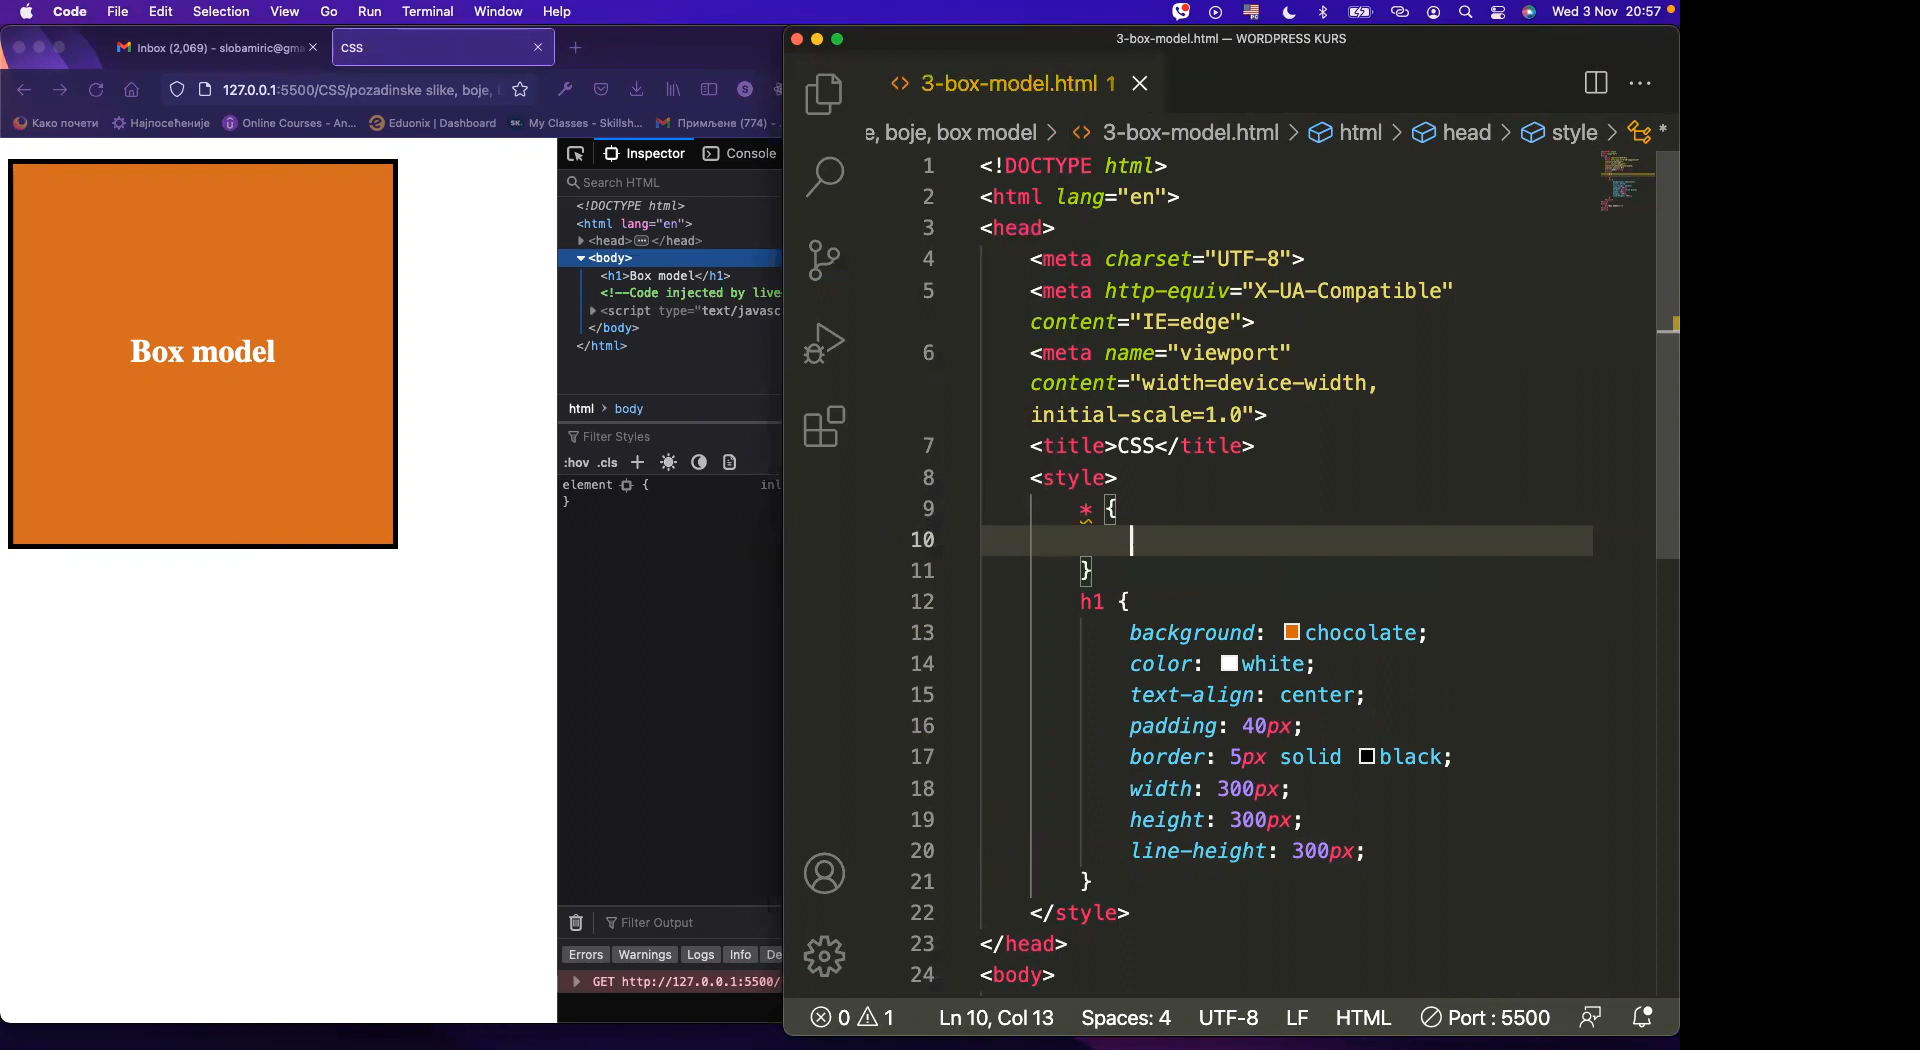 Code File Edit Selection View Go Run Terminal Window Help
Wed 3 Nov 20:57
Inbox (2,069) - slobamiric@gma
CSS
127.0.0.1:5500/CSS/pozadinske slike, boje,
Како почети Најпосећеније Online Courses - An... Eduonix | Dashboard SK. My Classes - Skillsh... Примљене (774) -
Box model
Inspector Console
Search HTML
<!DOCTYPE html>
<html lang="en">
<head> </head>
<body>
<h1>Box model</h1>
<!--Code injected by live
<script type="text/javasc
</body>
</html>
html > body
Filter Styles
:hov .cls +
element { inl
}
Filter Output
Errors Warnings Logs Info De
GET http://127.0.0.1:5500/
3-box-model.html — WORDPRESS KURS
3-box-model.html 1
e, boje, box model > 3-box-model.html > html > head > style > *
1 <!DOCTYPE html>
2 <html lang="en">
3 <head>
4 <meta charset="UTF-8">
5 <meta http-equiv="X-UA-Compatible"
content="IE=edge">
6 <meta name="viewport"
content="width=device-width,
initial-scale=1.0">
7 <title>CSS</title>
8 <style>
9 * {
10
11 }
12 h1 {
13 background: chocolate;
14 color: white;
15 text-align: center;
16 padding: 40px;
17 border: 5px solid black;
18 width: 300px;
19 height: 300px;
20 line-height: 300px;
21 }
22 </style>
23 </head>
24 <body>
0 1 Ln 10, Col 13 Spaces: 4 UTF-8 LF HTML Port : 5500